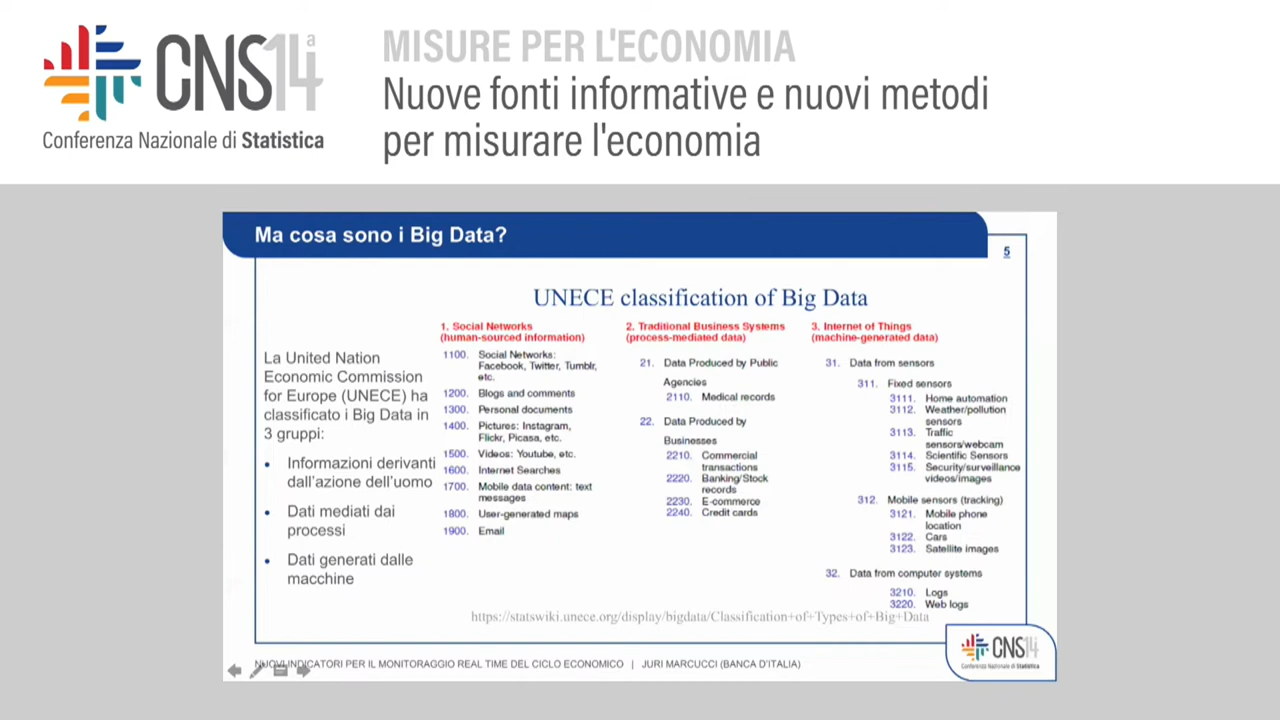 CNS14a
Conferenza Nazionale di Statistica
MISURE PER L'ECONOMIA
Nuove fonti informative e nuovi metodi
per misurare l'economia
Ma cosa sono i Big Data?
5
UNECE classification of Big Data
La United Nation
Economic Commission
for Europe (UNECE) ha
classificato i Big Data in
3 gruppi:
• Informazioni derivanti
dall'azione dell'uomo
• Dati mediati dai
processi
• Dati generati dalle
macchine
1. Social Networks
(human-sourced information)
1100. Social Networks:
Facebook, Twitter, Tumblr,
etc.
1200. Blogs and comments
1300. Personal documents
1400. Pictures: Instagram,
Flickr, Picasa, etc.
1500. Videos: Youtube, etc.
1600. Internet Searches
1700. Mobile data content: text
messages
1800. User-generated maps
1900. Email
2. Traditional Business Systems
(process-mediated data)
21. Data Produced by Public
Agencies
2110. Medical records
22. Data Produced by
Businesses
2210. Commercial
transactions
2220. Banking/Stock
records
2230. E-commerce
2240. Credit cards
3. Internet of Things
(machine-generated data)
31. Data from sensors
311. Fixed sensors
3111. Home automation
3112. Weather/pollution
sensors
3113. Traffic
sensors/webcam
3114. Scientific Sensors
3115. Security/surveillance
videos/images
312. Mobile sensors (tracking)
3121. Mobile phone
location
3122. Cars
3123. Satellite images
32. Data from computer systems
3210. Logs
3220. Web logs
https://statswiki.unece.org/display/bigdata/Classification+of+Types+of+Big+Data
NUOVI INDICATORI PER IL MONITORAGGIO REAL TIME DEL CICLO ECONOMICO | JURI MARCUCCI (BANCA D'ITALIA)
CNS14a
Conferenza Nazionale di Statistica